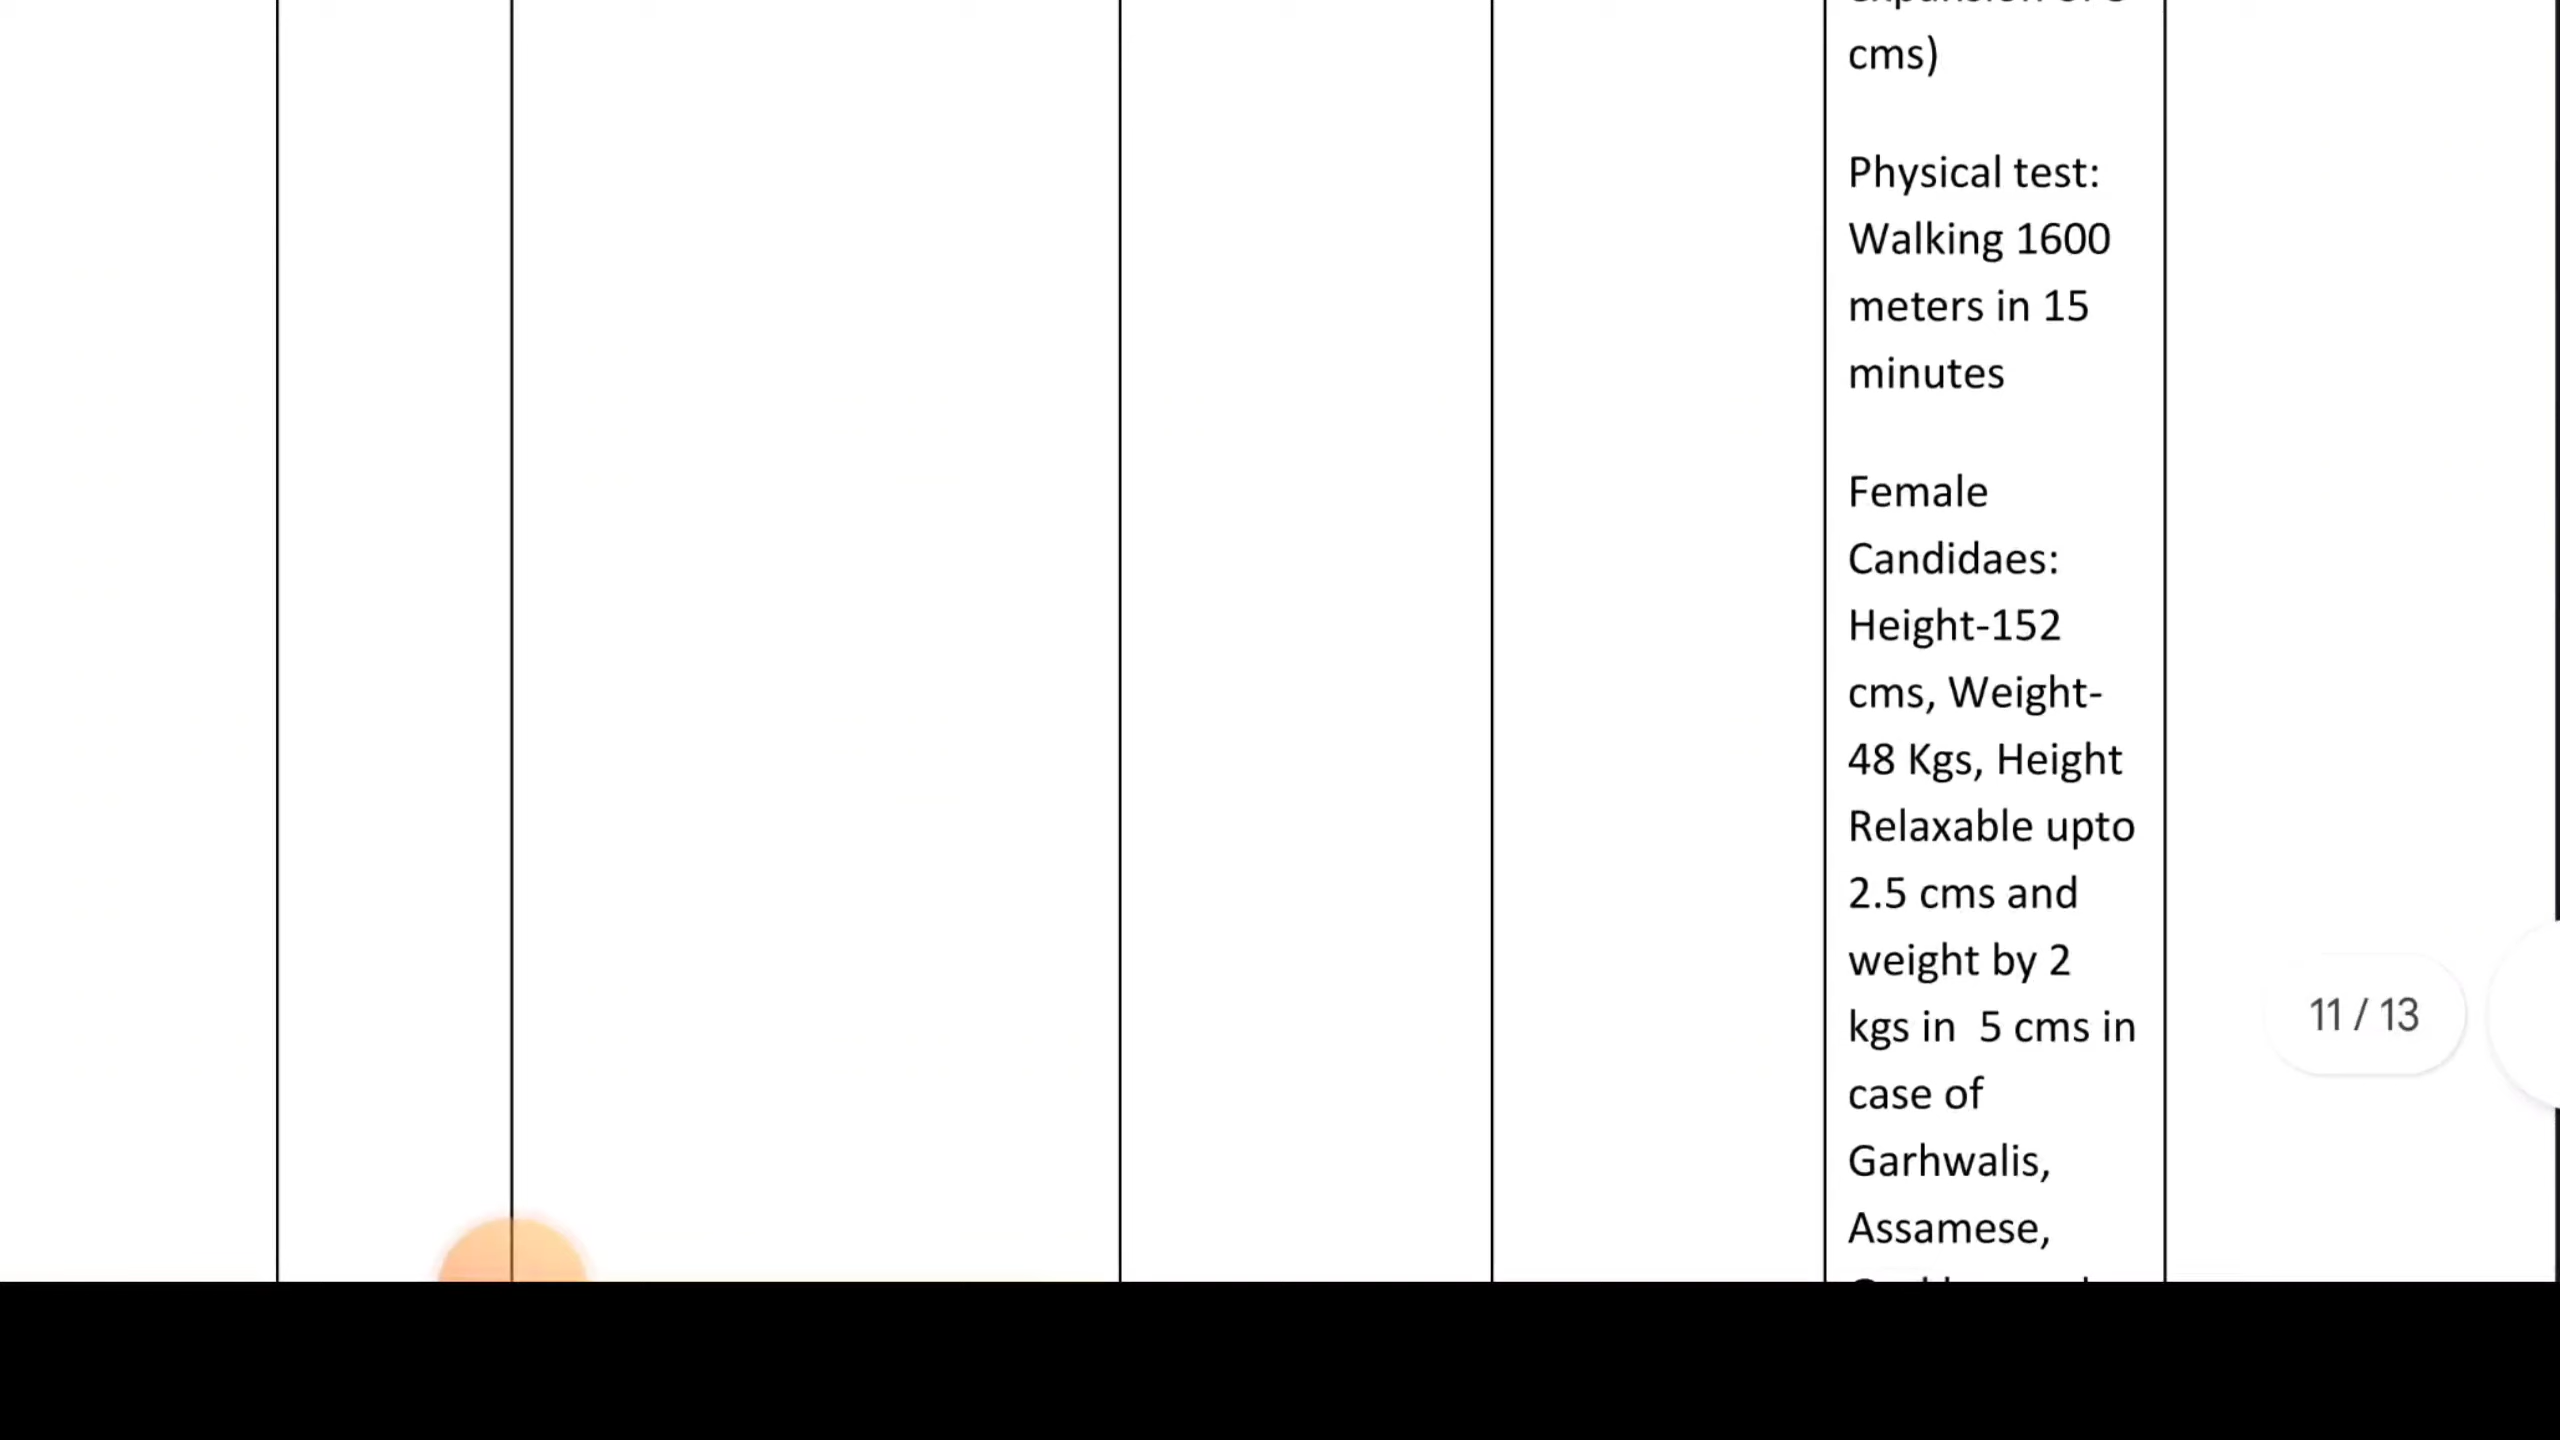 cms)
Physical test:
Walking 1600
meters in 15
minutes
Female
Candidaes:
Height-152
cms, Weight-
48 Kgs, Height
Relaxable upto
2.5 cms and
weight by 2
kgs in  5 cms in
case of
Garhwalis,
Assamese,
11 / 13